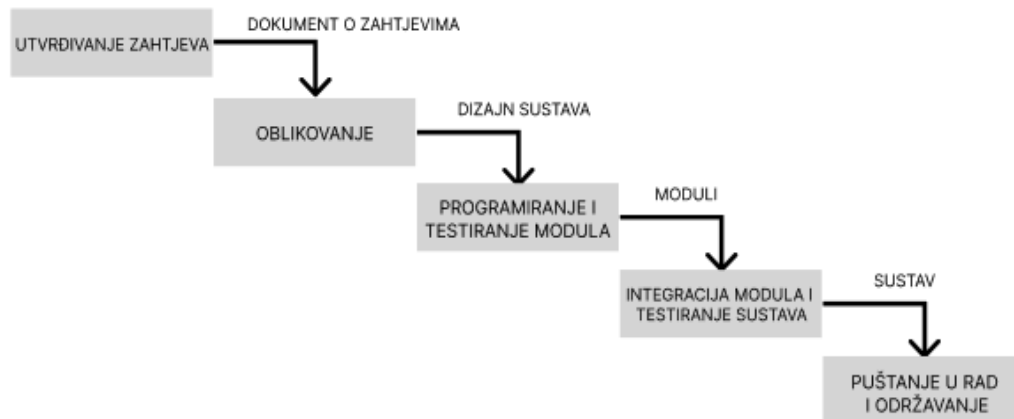 DOKUMENT O ZAHTJEVIMA
UTVRĐIVANJE ZAHTJEVA
DIZAJN SUSTAVA
OBLIKOVANJE
MODULI
PROGRAMIRANJE I
TESTIRANJE MODULA
SUSTAV
INTEGRACIJA MODULA I
TESTIRANJE SUSTAVA
PUŠTANJE U RAD
I ODRŽAVANJE